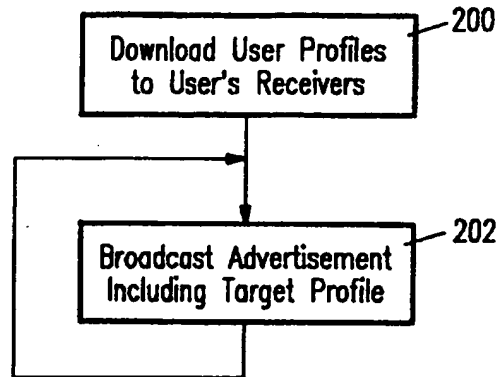 200
Download User Profiles
to User's Receivers
202
Broadcast Advertisement
Including Target Profile